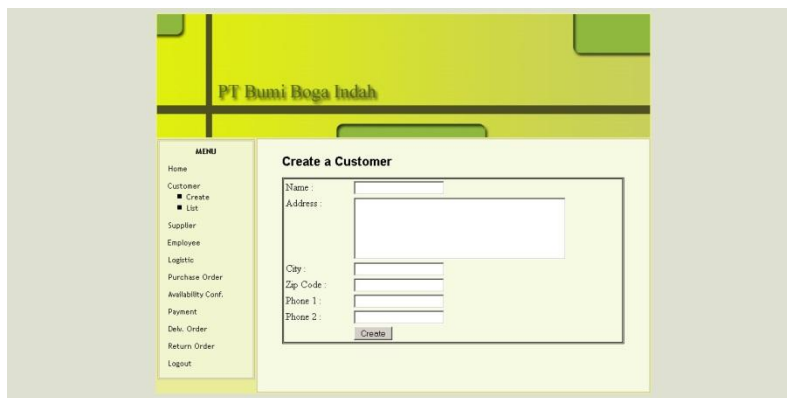 PT Bumi Boga Indah
MENU
Home
Customer
Create
List
Supplier
Employee
Logistic
Purchase Order
Availability Conf.
Payment
Delv. Order
Return Order
Logout
Create a Customer
Name :
Address :
City :
Zip Code :
Phone 1 :
Phone 2 :
Create